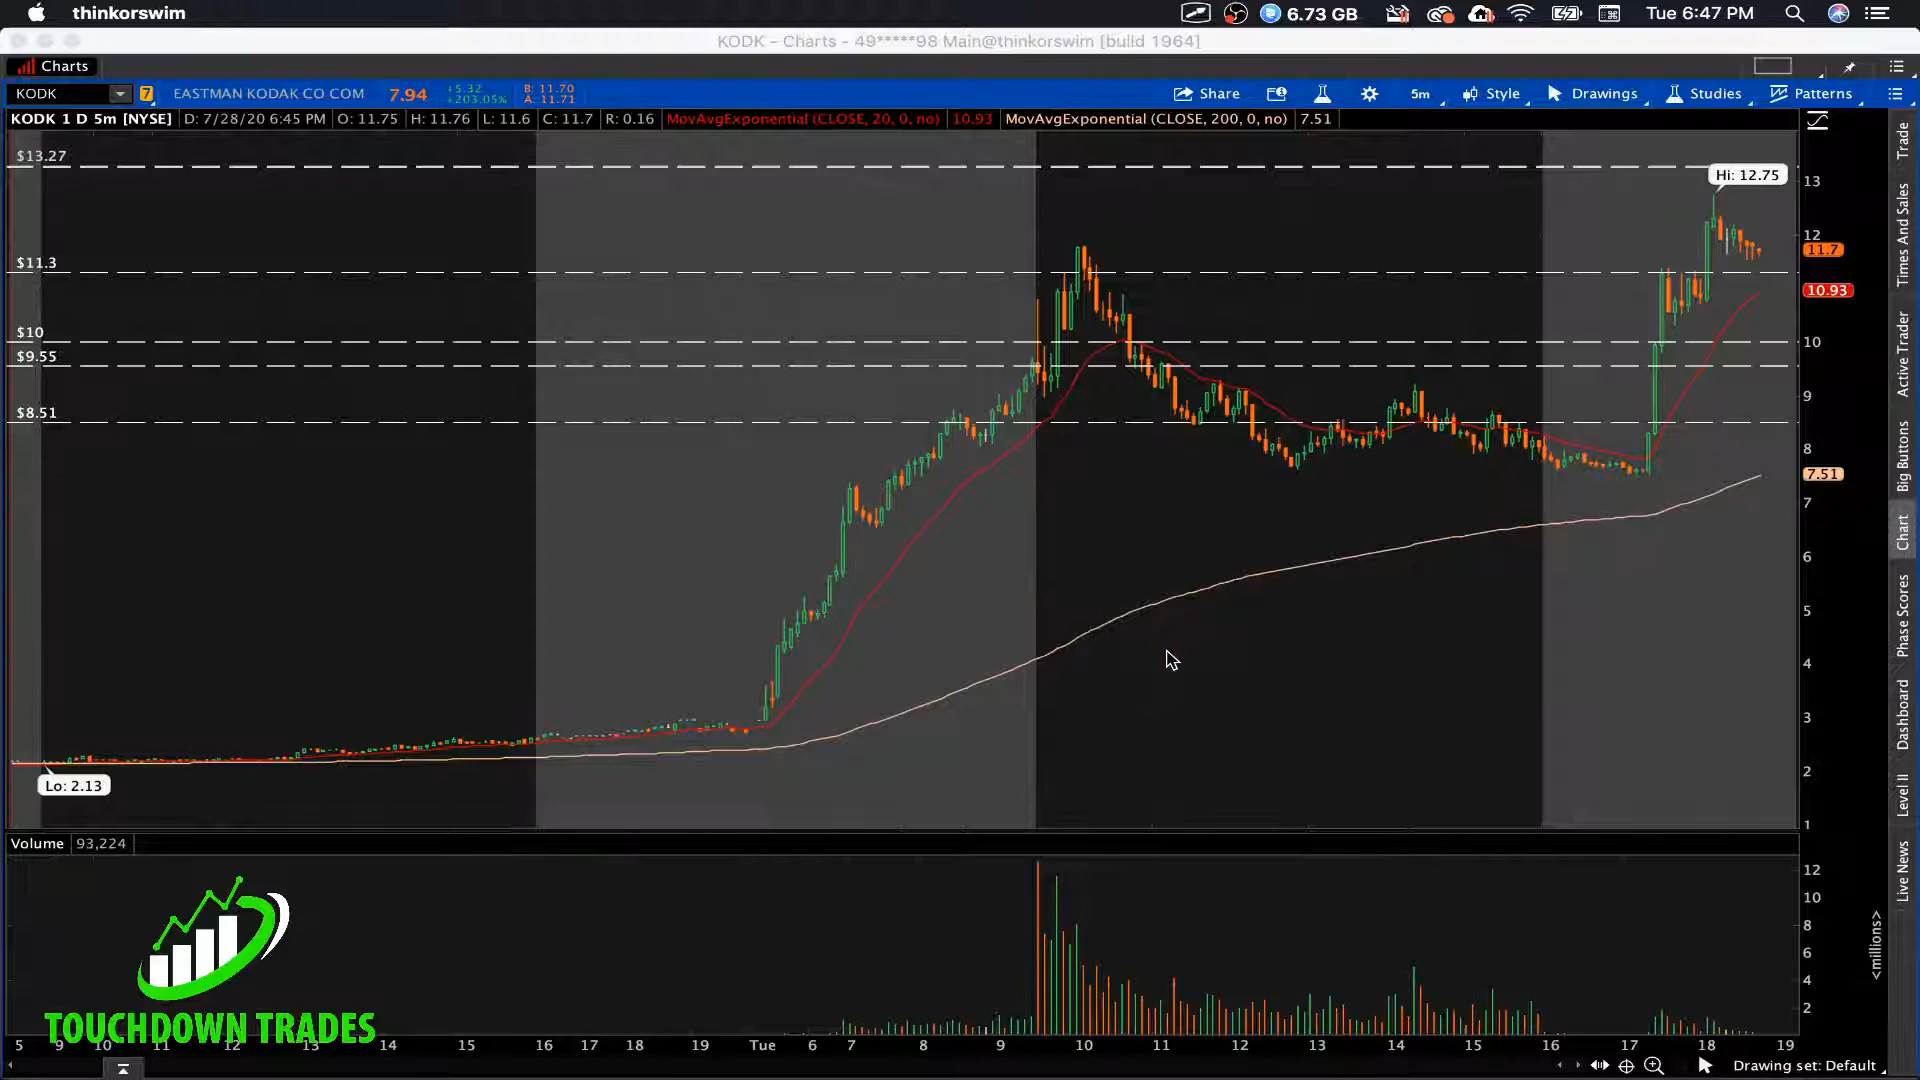 thinkorswim
6.73 GB
Tue 6:47 PM
KODK - Charts - 49*****98 Main@thinkorswim [build 1964]
Charts
KODK
7
EASTMAN KODAK CO COM
7.94
+5.32
+203.05%
B: 11.70
A: 11.71
Share
5m
Style
Drawings
Studies
Patterns
KODK 1 D 5m [NYSE]
D: 7/28/20 6:45 PM
O: 11.75
H: 11.76
L: 11.6
C: 11.7
R: 0.16
MovAvgExponential (CLOSE, 20, 0, no)
10.93
MovAvgExponential (CLOSE, 200, 0, no)
7.51
$13.27
$11.3
$10
$9.55
$8.51
Hi: 12.75
Lo: 2.13
13
12
11.7
10.93
10
9
8
7.51
7
6
5
4
3
2
1
Volume
93,224
12
10
8
6
4
2
<millions>
TOUCHDOWN TRADES
5 9 10 11 12 13 14 15 16 17 18 19 Tue 6 7 8 9 10 11 12 13 14 15 16 17 18 19
Drawing set: Default
Trade
Times And Sales
Active Trader
Big Buttons
Chart
Phase Scores
Dashboard
Level II
Live News